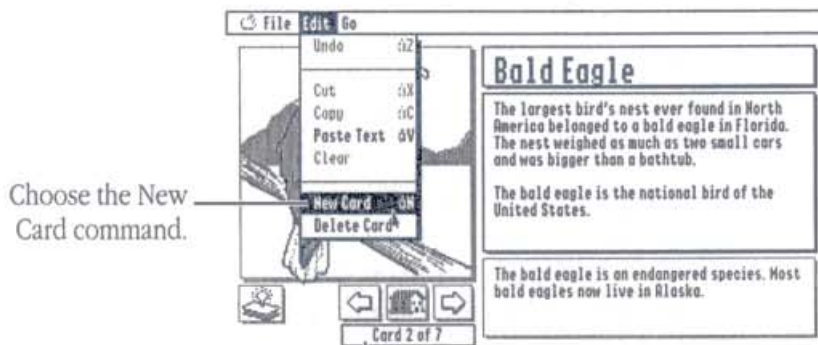 File Edit Go
Undo Z
Cut X
Copy C
Paste Text V
Clear
New Card N
Delete Card
Choose the New
Card command.
Bald Eagle
The largest bird's nest ever found in North
America belonged to a bald eagle in Florida.
The nest weighed as much as two small cars
and was bigger than a bathtub.
The bald eagle is the national bird of the
United States.
The bald eagle is an endangered species. Most
bald eagles now live in Alaska.
Card 2 of 7